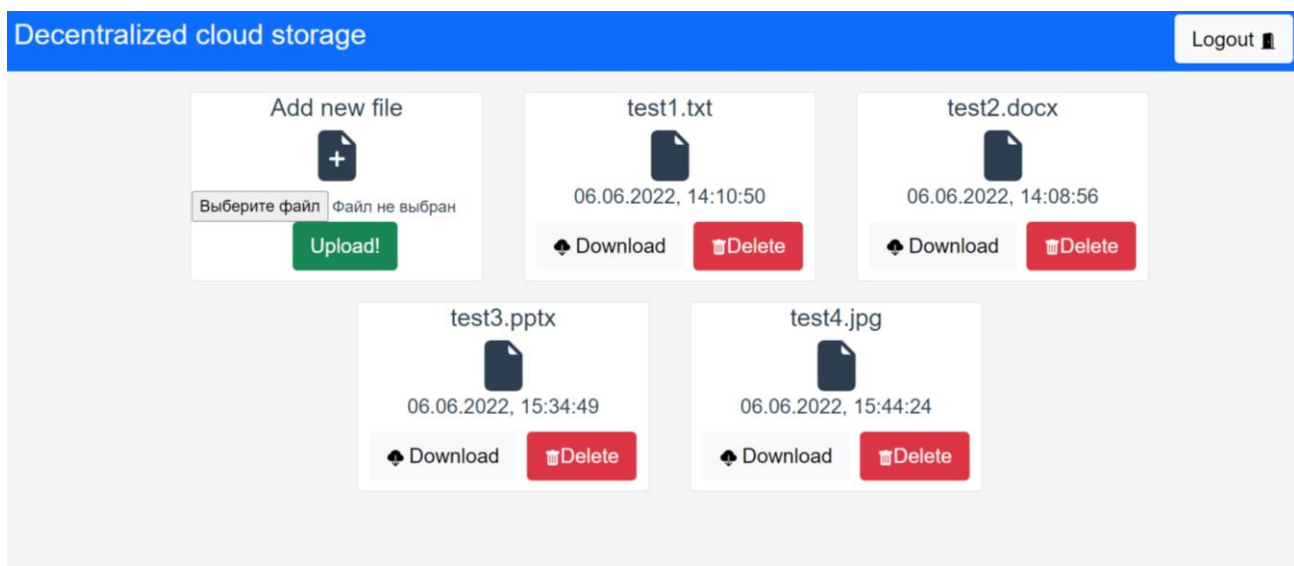 Decentralized cloud storage
Logout
Add new file
Выберите файл Файл не выбран
Upload!
test1.txt
06.06.2022, 14:10:50
Download Delete
test2.docx
06.06.2022, 14:08:56
Download Delete
test3.pptx
06.06.2022, 15:34:49
Download Delete
test4.jpg
06.06.2022, 15:44:24
Download Delete